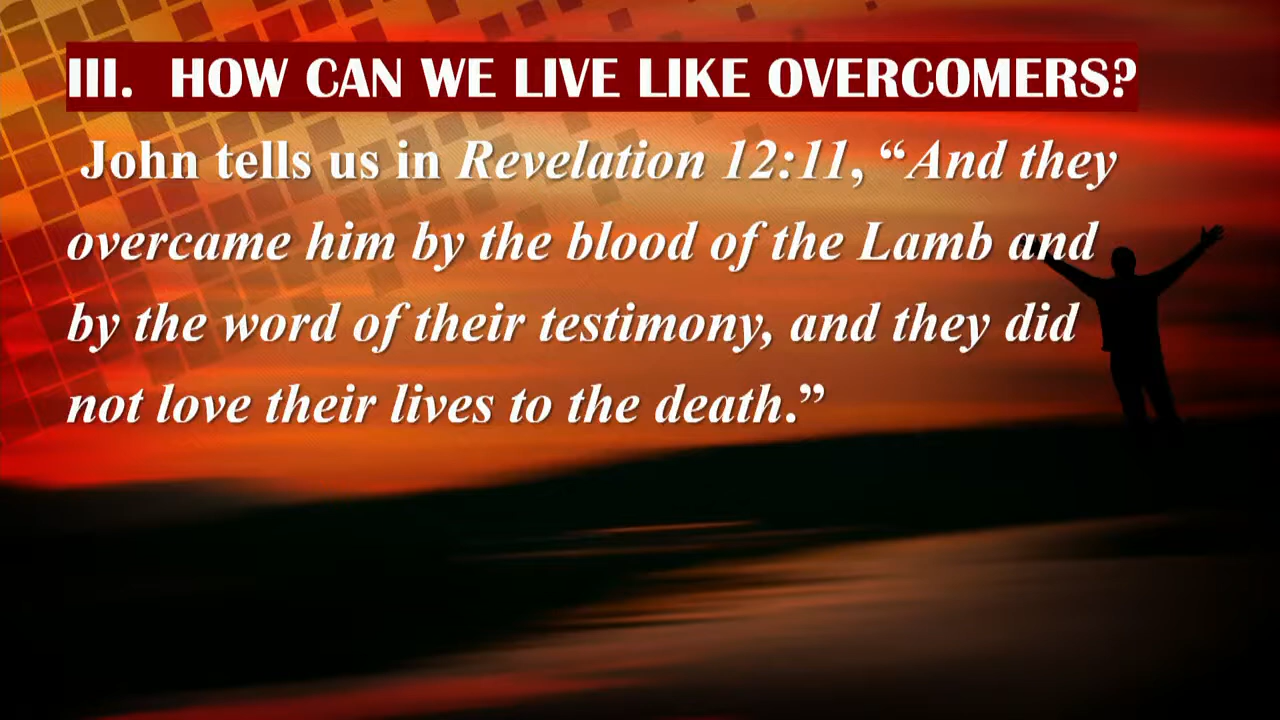 III. HOW CAN WE LIVE LIKE OVERCOMERS?
John tells us in Revelation 12:11, “And they
overcame him by the blood of the Lamb and
by the word of their testimony, and they did
not love their lives to the death.”